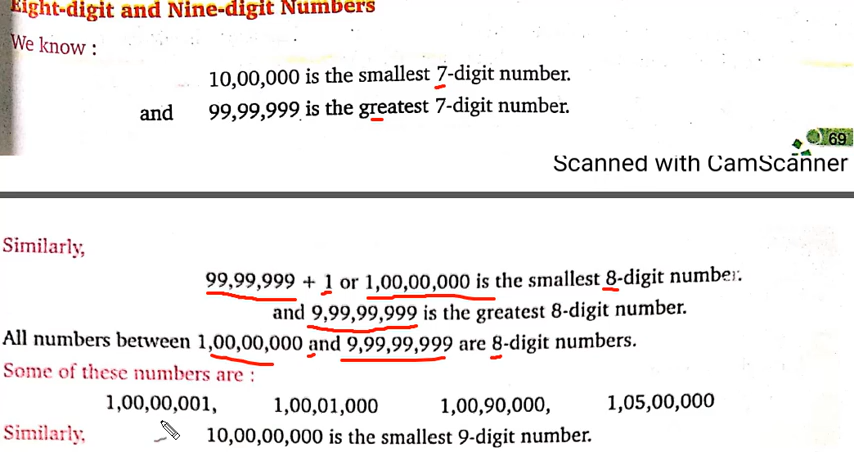 Eight-digit and Nine-digit Numbers
We know :
10,00,000 is the smallest 7-digit number.
and 99,99,999 is the greatest 7-digit number.
69
Scanned with CamScanner
Similarly,
99,99,999 + 1 or 1,00,00,000 is the smallest 8-digit number.
and 9,99,99,999 is the greatest 8-digit number.
All numbers between 1,00,00,000 and 9,99,99,999 are 8-digit numbers.
Some of these numbers are :
1,00,00,001, 1,00,01,000 1,00,90,000, 1,05,00,000
Similarly, 10,00,00,000 is the smallest 9-digit number.